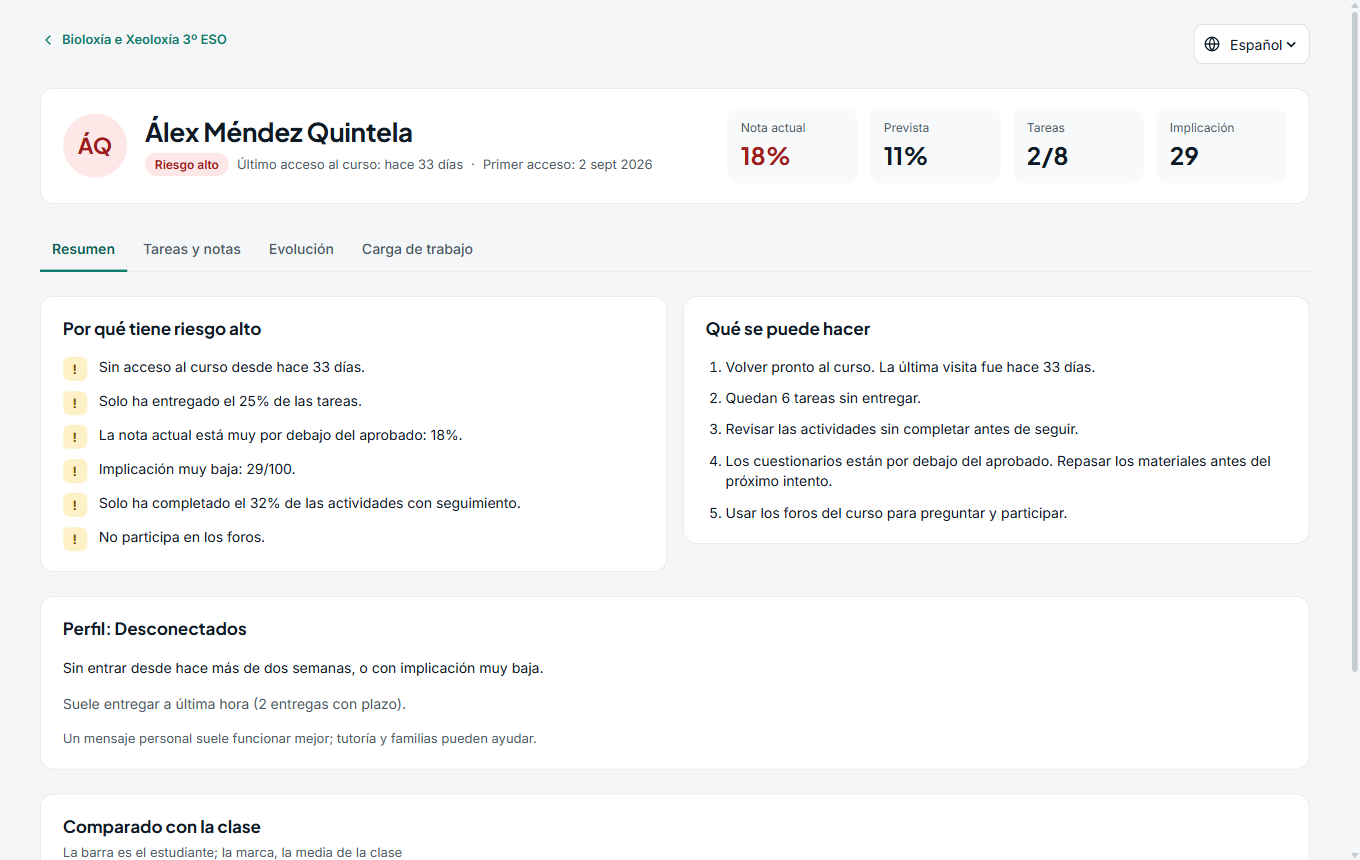 Bioloxía e Xeoloxía 3º ESO
Español
ÁQ
Álex Méndez Quintela
Riesgo alto Último acceso al curso: hace 33 días · Primer acceso: 2 sept 2026
Nota actual
18%
Prevista
11%
Tareas
2/8
Implicación
29
Resumen Tareas y notas Evolución Carga de trabajo
Por qué tiene riesgo alto
! Sin acceso al curso desde hace 33 días.
! Solo ha entregado el 25% de las tareas.
! La nota actual está muy por debajo del aprobado: 18%.
! Implicación muy baja: 29/100.
! Solo ha completado el 32% de las actividades con seguimiento.
! No participa en los foros.
Qué se puede hacer
1. Volver pronto al curso. La última visita fue hace 33 días.
2. Quedan 6 tareas sin entregar.
3. Revisar las actividades sin completar antes de seguir.
4. Los cuestionarios están por debajo del aprobado. Repasar los materiales antes del
próximo intento.
5. Usar los foros del curso para preguntar y participar.
Perfil: Desconectados
Sin entrar desde hace más de dos semanas, o con implicación muy baja.
Suele entregar a última hora (2 entregas con plazo).
Un mensaje personal suele funcionar mejor; tutoría y familias pueden ayudar.
Comparado con la clase
La barra es el estudiante; la marca, la media de la clase